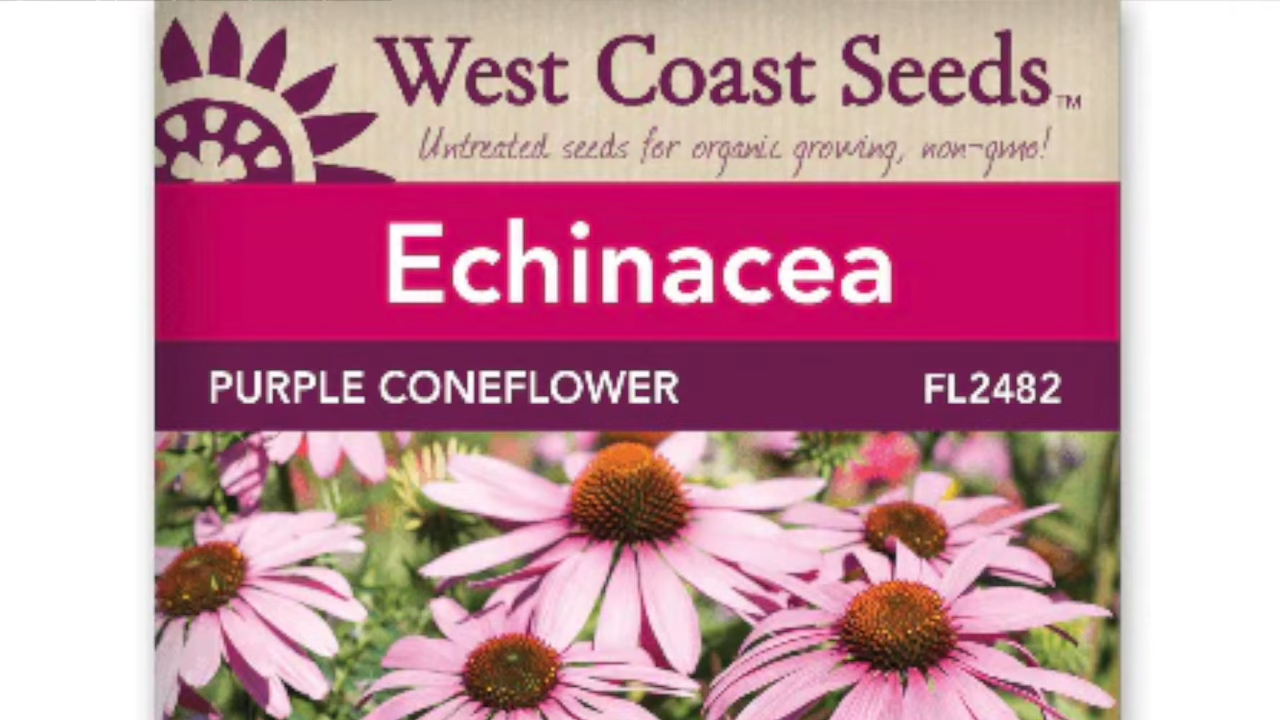 West Coast Seeds™
Untreated seeds for organic growing, non-gmo!
Echinacea
PURPLE CONEFLOWER FL2482